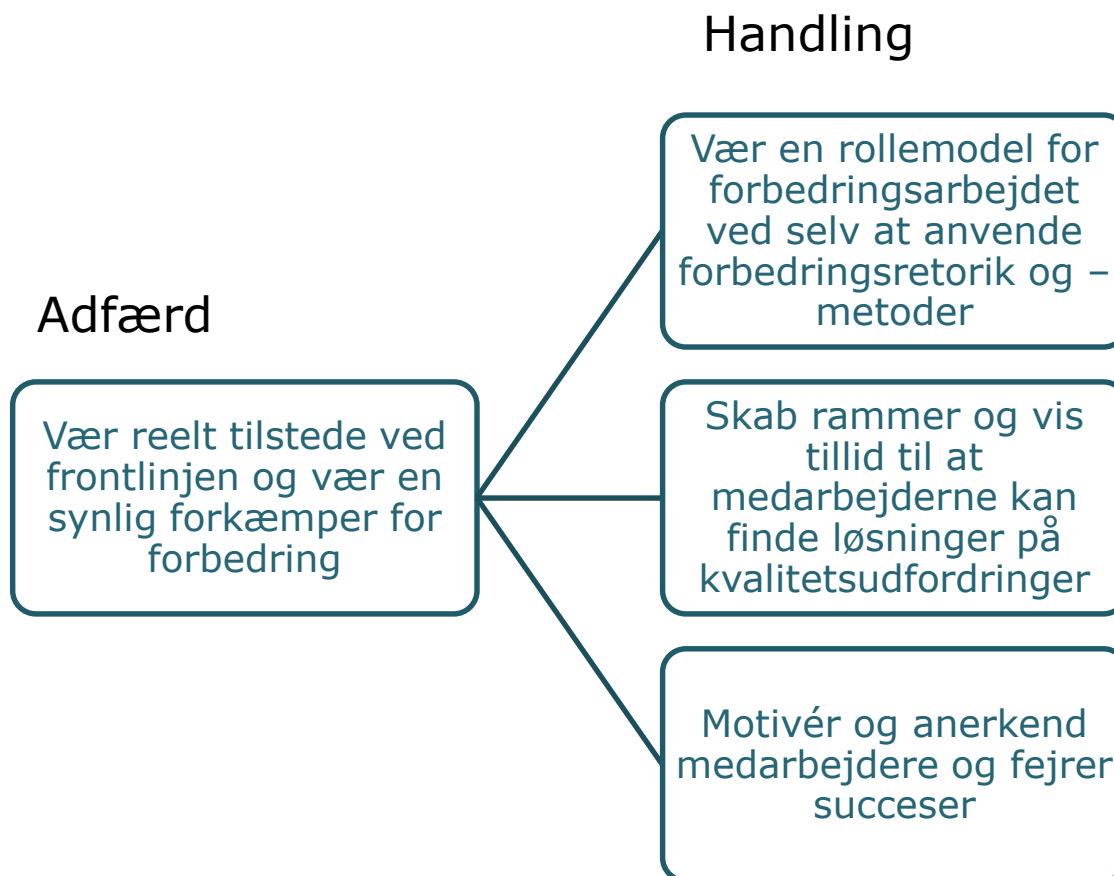 Handling
Vær en rollemodel for
forbedringsarbejdet
ved selv at anvende
forbedringsretorik og –
metoder
Adfærd
Vær reelt tilstede ved
frontlinjen og vær en
synlig forkæmper for
forbedring
Skab rammer og vis
tillid til at
medarbejderne kan
finde løsninger på
kvalitetsudfordringer
Motivér og anerkend
medarbejdere og fejrer
succeser